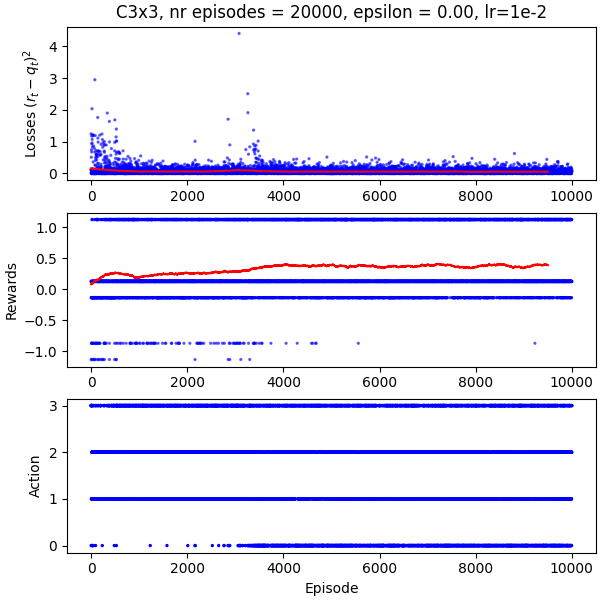 C3x3, nr episodes = 20000, epsilon = 0.00, lr=1e-2
Losses $(r_t - q_t)^2$
4
3
2
1
0
0 2000 4000 6000 8000 10000
Rewards
1.0
0.5
0.0
−0.5
−1.0
0 2000 4000 6000 8000 10000
Action
3
2
1
0
0 2000 4000 6000 8000 10000
Episode